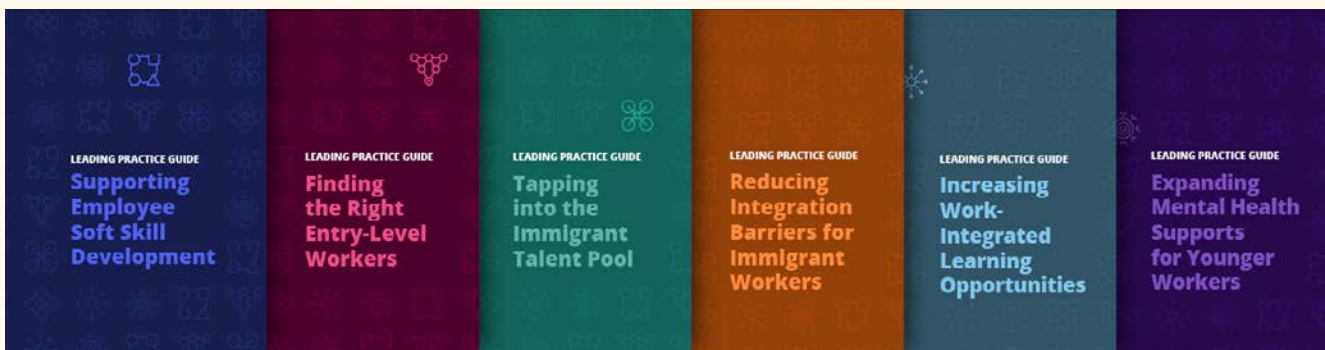 LEADING PRACTICE GUIDE
Supporting
Employee
Soft Skill
Development
LEADING PRACTICE GUIDE
Finding
the Right
Entry-Level
Workers
LEADING PRACTICE GUIDE
Tapping
into the
Immigrant
Talent Pool
LEADING PRACTICE GUIDE
Reducing
Integration
Barriers for
Immigrant
Workers
LEADING PRACTICE GUIDE
Increasing
Work-
Integrated
Learning
Opportunities
LEADING PRACTICE GUIDE
Expanding
Mental Health
Supports
for Younger
Workers